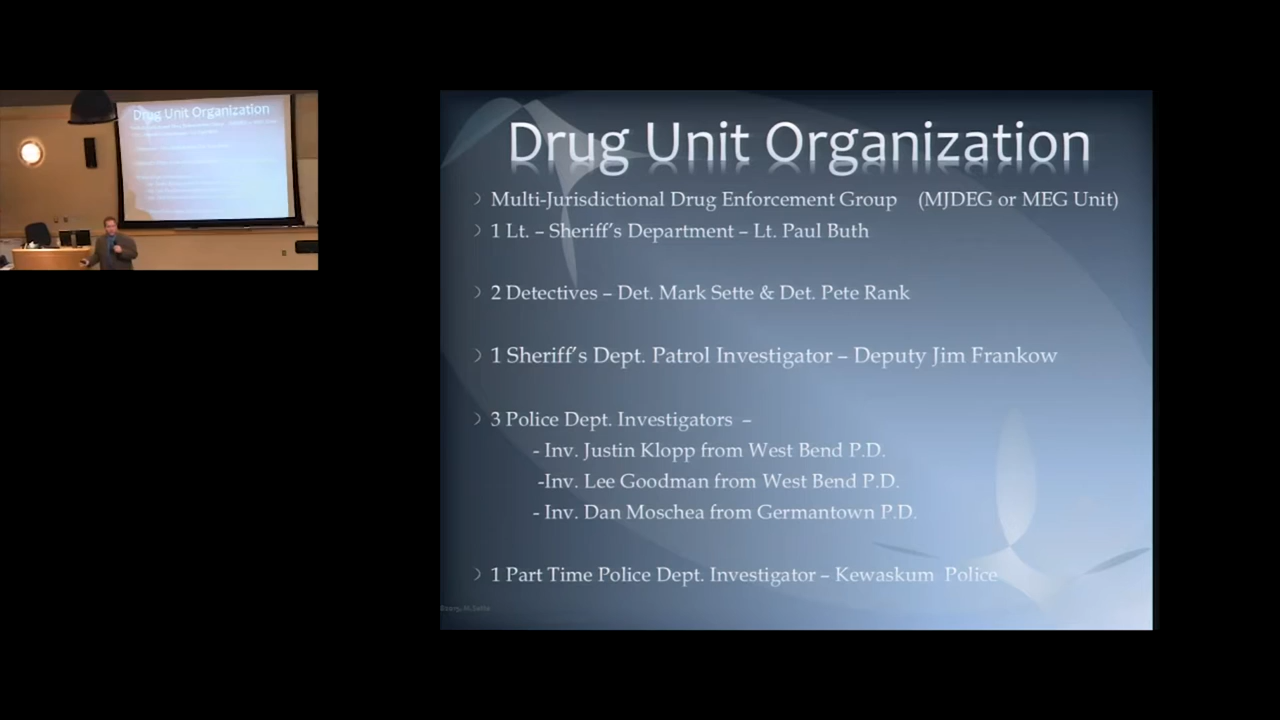 Drug Unit Organization
Drug Unit Organization
Multi-Jurisdictional Drug Enforcement Group (MJDEG or MEG Unit)
1 Lt. – Sheriff's Department – Lt. Paul Buth
2 Detectives – Det. Mark Sette & Det. Pete Rank
1 Sheriff's Dept. Patrol Investigator – Deputy Jim Frankow
3 Police Dept. Investigators –
- Inv. Justin Klopp from West Bend P.D.
-Inv. Lee Goodman from West Bend P.D.
- Inv. Dan Moschea from Germantown P.D.
1 Part Time Police Dept. Investigator – Kewaskum Police